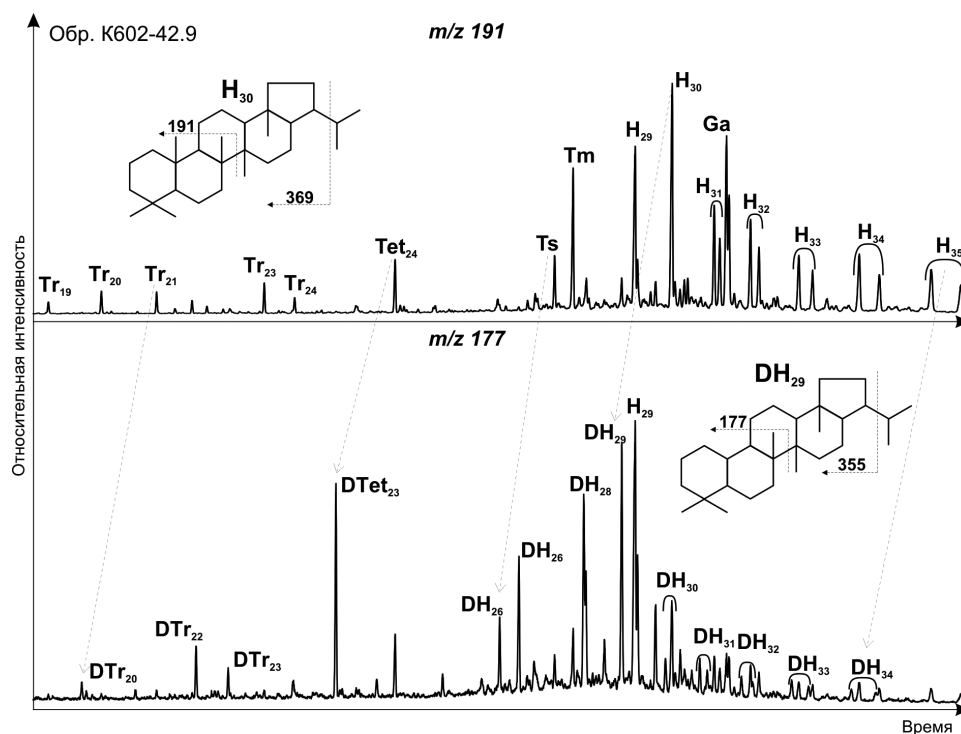 Обр. К602-42.9
m/z 191
H30
191
369
Tr19
Tr20
Tr21
Tr23
Tr24
Tet24
Ts
Tm
H29
H30
H31
Ga
H32
H33
H34
H35
Относительная интенсивность
m/z 177
DH29
177
355
DTr20
DTr22
DTr23
DTet23
DH26
DH26
DH28
DH29
H29
DH30
DH31
DH32
DH33
DH34
Время